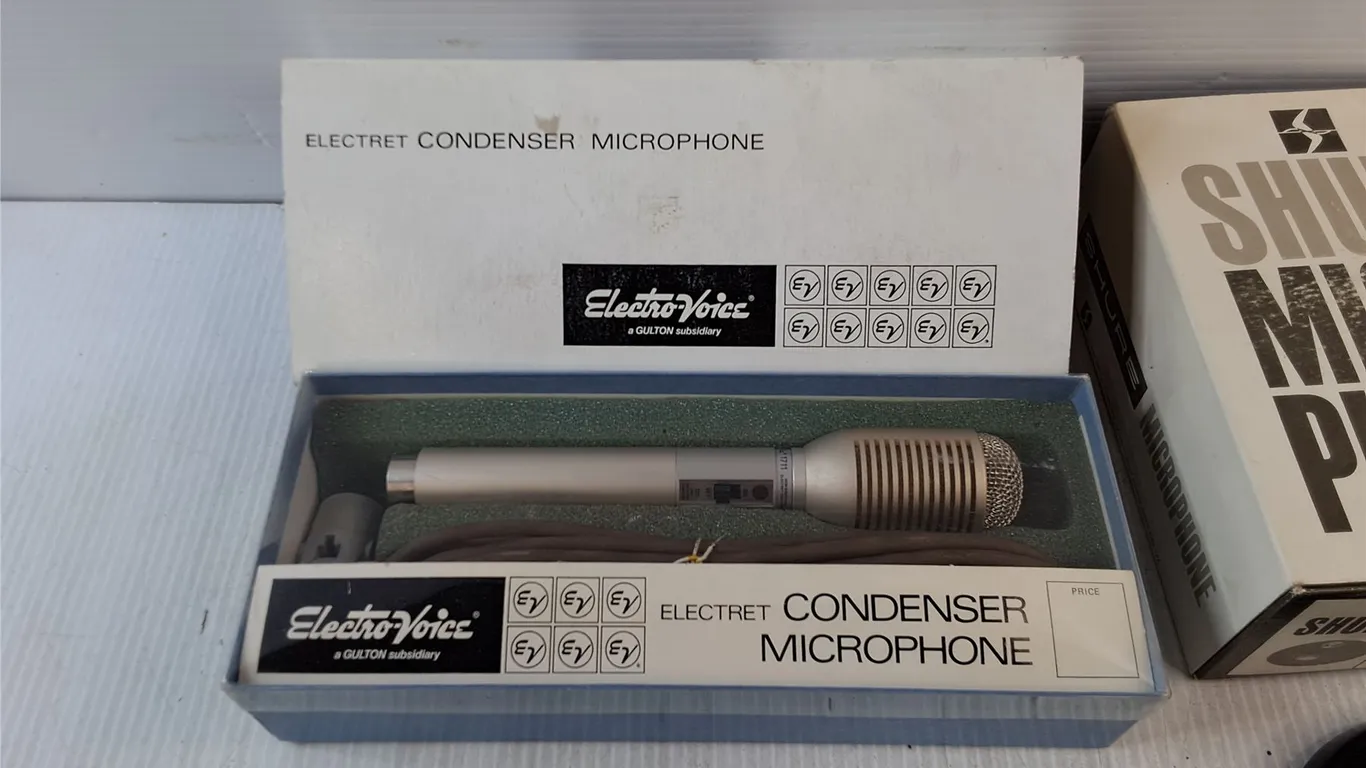 ELECTRET CONDENSER MICROPHONE
Electro-Voice®
a GULTON subsidiary
EV EV EV EV EV
EV EV EV EV EV
1711
Electro-Voice®
a GULTON subsidiary
EV EV EV
EV EV EV
ELECTRET CONDENSER
MICROPHONE
PRICE
SHU
MI
P
SHURE
MICROPHONE
SHU